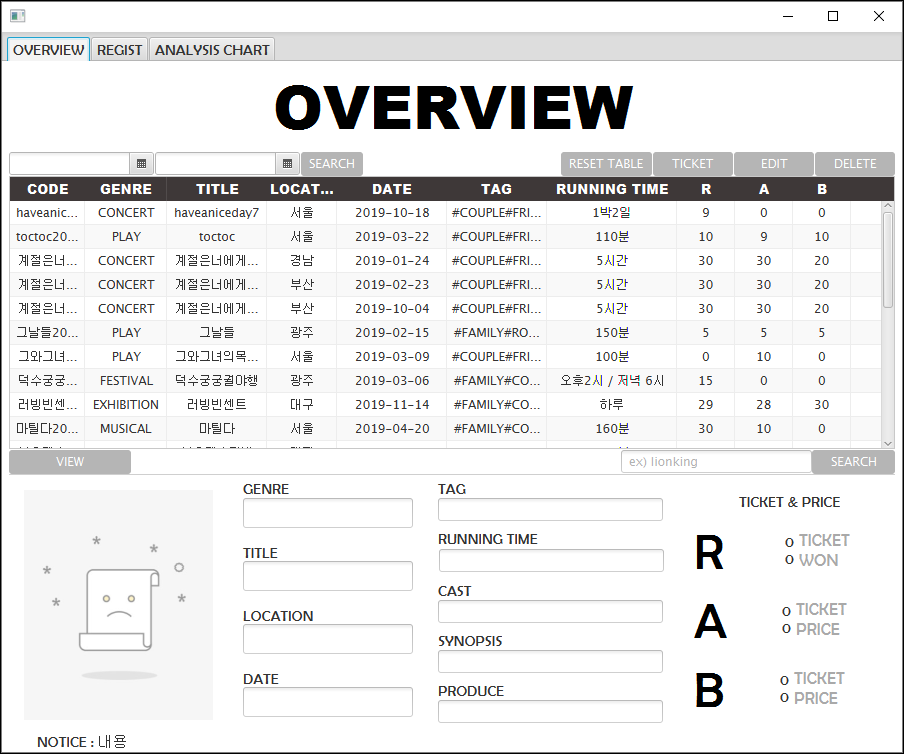 OVERVIEW REGIST ANALYSIS CHART
OVERVIEW
SEARCH RESET TABLE TICKET EDIT DELETE
CODE GENRE TITLE LOCAT... DATE TAG RUNNING TIME R A B
haveanic... CONCERT haveaniceday7 서울 2019-10-18 #COUPLE#FRI... 1박2일 9 0 0
toctoc20... PLAY toctoc 서울 2019-03-22 #COUPLE#FRI... 110분 10 9 10
계절은너... CONCERT 계절은너에게... 경남 2019-01-24 #COUPLE#FRI... 5시간 30 30 20
계절은너... CONCERT 계절은너에게... 부산 2019-02-23 #COUPLE#FRI... 5시간 30 30 20
계절은너... CONCERT 계절은너에게... 부산 2019-10-04 #COUPLE#FRI... 5시간 30 30 20
그날들20... PLAY 그날들 광주 2019-02-15 #FAMILY#RO... 150분 5 5 5
그와그녀... PLAY 그와그녀의목... 서울 2019-03-09 #COUPLE#FRI... 100분 0 10 0
덕수궁궁... FESTIVAL 덕수궁궁궐야행 광주 2019-03-06 #FAMILY#CO... 오후2시 / 저녁 6시 15 0 0
러빙빈센... EXHIBITION 러빙빈센트 대구 2019-11-14 #FAMILY#CO... 하루 29 28 30
마틸다20... MUSICAL 마틸다 서울 2019-04-20 #FAMILY#CO... 160분 30 10 0
VIEW ex) lionking SEARCH
GENRE
TITLE
LOCATION
DATE
TAG
RUNNING TIME
CAST
SYNOPSIS
PRODUCE
TICKET & PRICE
R 0 TICKET
0 WON
A 0 TICKET
0 PRICE
B 0 TICKET
0 PRICE
NOTICE : 내용